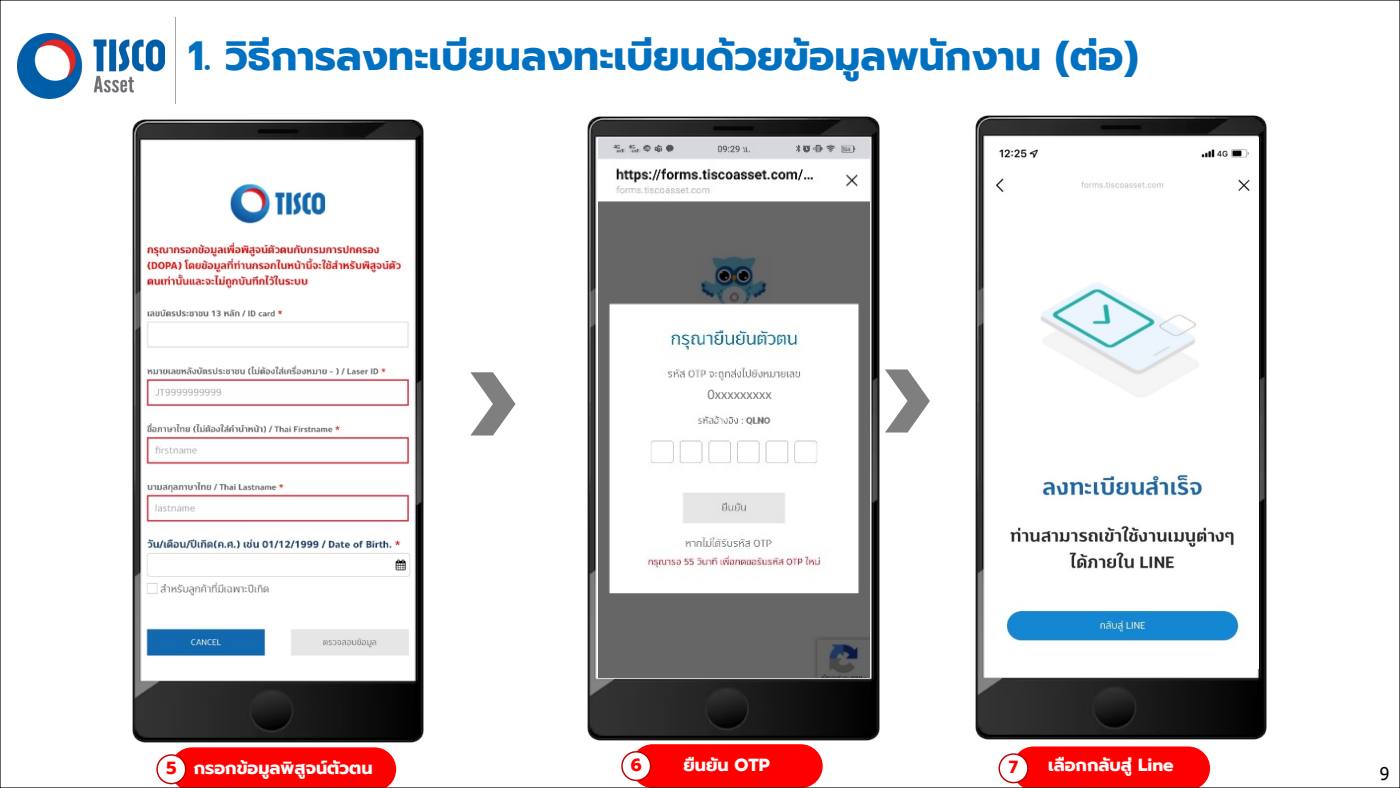 TISCO
Asset
1. วิธีการลงทะเบียนลงทะเบียนด้วยข้อมูลพนักงาน (ต่อ)
TISCO
กรุณากรอกข้อมูลเพื่อพิสูจน์ตัวตนกับกรมการปกครอง
(DOPA) โดยข้อมูลที่ท่านกรอกในหน้านี้จะใช้สำหรับพิสูจน์ตัว
ตนเท่านั้นและจะไม่ถูกบันทึกไว้ในระบบ
เลขบัตรประชาชน 13 หลัก / ID card *
หมายเลขหลังบัตรประชาชน (ไม่ต้องใส่เครื่องหมาย - ) / Laser ID *
JT9999999999
ชื่อภาษาไทย (ไม่ต้องใส่คำนำหน้า) / Thai Firstname *
firstname
นามสกุลภาษาไทย / Thai Lastname *
lastname
วัน/เดือน/ปีเกิด(ค.ศ.) เช่น 01/12/1999 / Date of Birth. *
สำหรับลูกค้าที่มีเฉพาะปีเกิด
CANCEL
ตรวจสอบข้อมูล
5 กรอกข้อมูลพิสูจน์ตัวตน
09:29 น.
https://forms.tiscoasset.com/...
forms.tiscoasset.com
กรุณายืนยันตัวตน
รหัส OTP จะถูกส่งไปยังหมายเลข
0xxxxxxxxx
รหัสอ้างอิง : QLNO
ยืนยัน
หากไม่ได้รับรหัส OTP
กรุณารอ 55 วินาที เพื่อกดขอรับรหัส OTP ใหม่
6 ยืนยัน OTP
12:25
4G
forms.tiscoasset.com
ลงทะเบียนสำเร็จ
ท่านสามารถเข้าใช้งานเมนูต่างๆ
ได้ภายใน LINE
กลับสู่ LINE
7 เลือกกลับสู่ Line
9